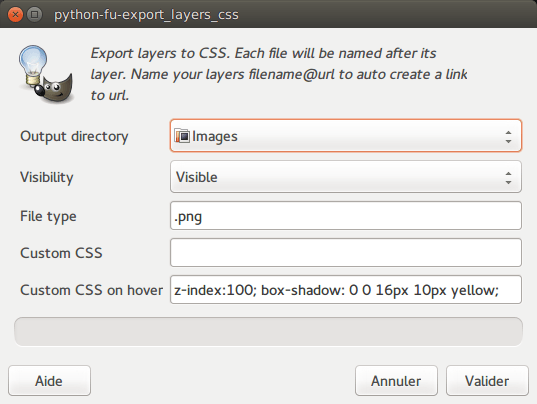 python-fu-export_layers_css
Export layers to CSS. Each file will be named after its
layer. Name your layers filename@url to auto create a link
to url.
Output directory Images
Visibility Visible
File type .png
Custom CSS
Custom CSS on hover z-index:100; box-shadow: 0 0 16px 10px yellow;
Aide Annuler Valider